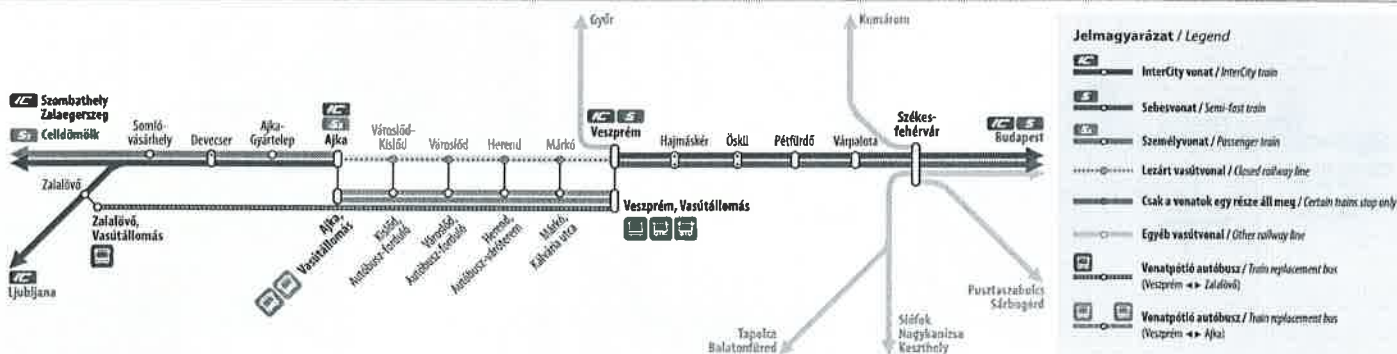 Győr
Komárom
IC Szombathely
Zalaegerszeg
Celldömölk
Somló-
vásárhely
Devecser
Ajka-
Gyártelep
IC
Ajka
Városlőd-
Kislőd
Városlőd
Herend
Márkó
IC S
Veszprém
Hajmáskér
Öskü
Pétfürdő
Várpalota
Székes-
fehérvár
IC S
Budapest
Zalalövő
Zalalövő,
Vasútállomás
IC
Ljubljana
Ajka,
Vasútállomás
Kislőd,
Autóbusz-forduló
Városlőd,
Autóbusz-forduló
Herend,
Autóbusz-váróterem
Márkó,
Kálvária utca
Veszprém, Vasútállomás
Tapolca
Balatonfüred
Siófok
Nagykanizsa
Keszthely
Pusztaszabolcs
Sárbogárd
Jelmagyarázat / Legend
IC
InterCity vonat / InterCity train
S
Sebesvonat / Semi-fast train
Személyvonat / Passenger train
Lezárt vasútvonal / Closed railway line
Csak a vonatok egy része áll meg / Certain trains stop only
Egyéb vasútvonal / Other railway line
Vonatpótló autóbusz / Train replacement bus
(Veszprém ◄► Zalalövő)
Vonatpótló autóbusz / Train replacement bus
(Veszprém ◄► Ajka)